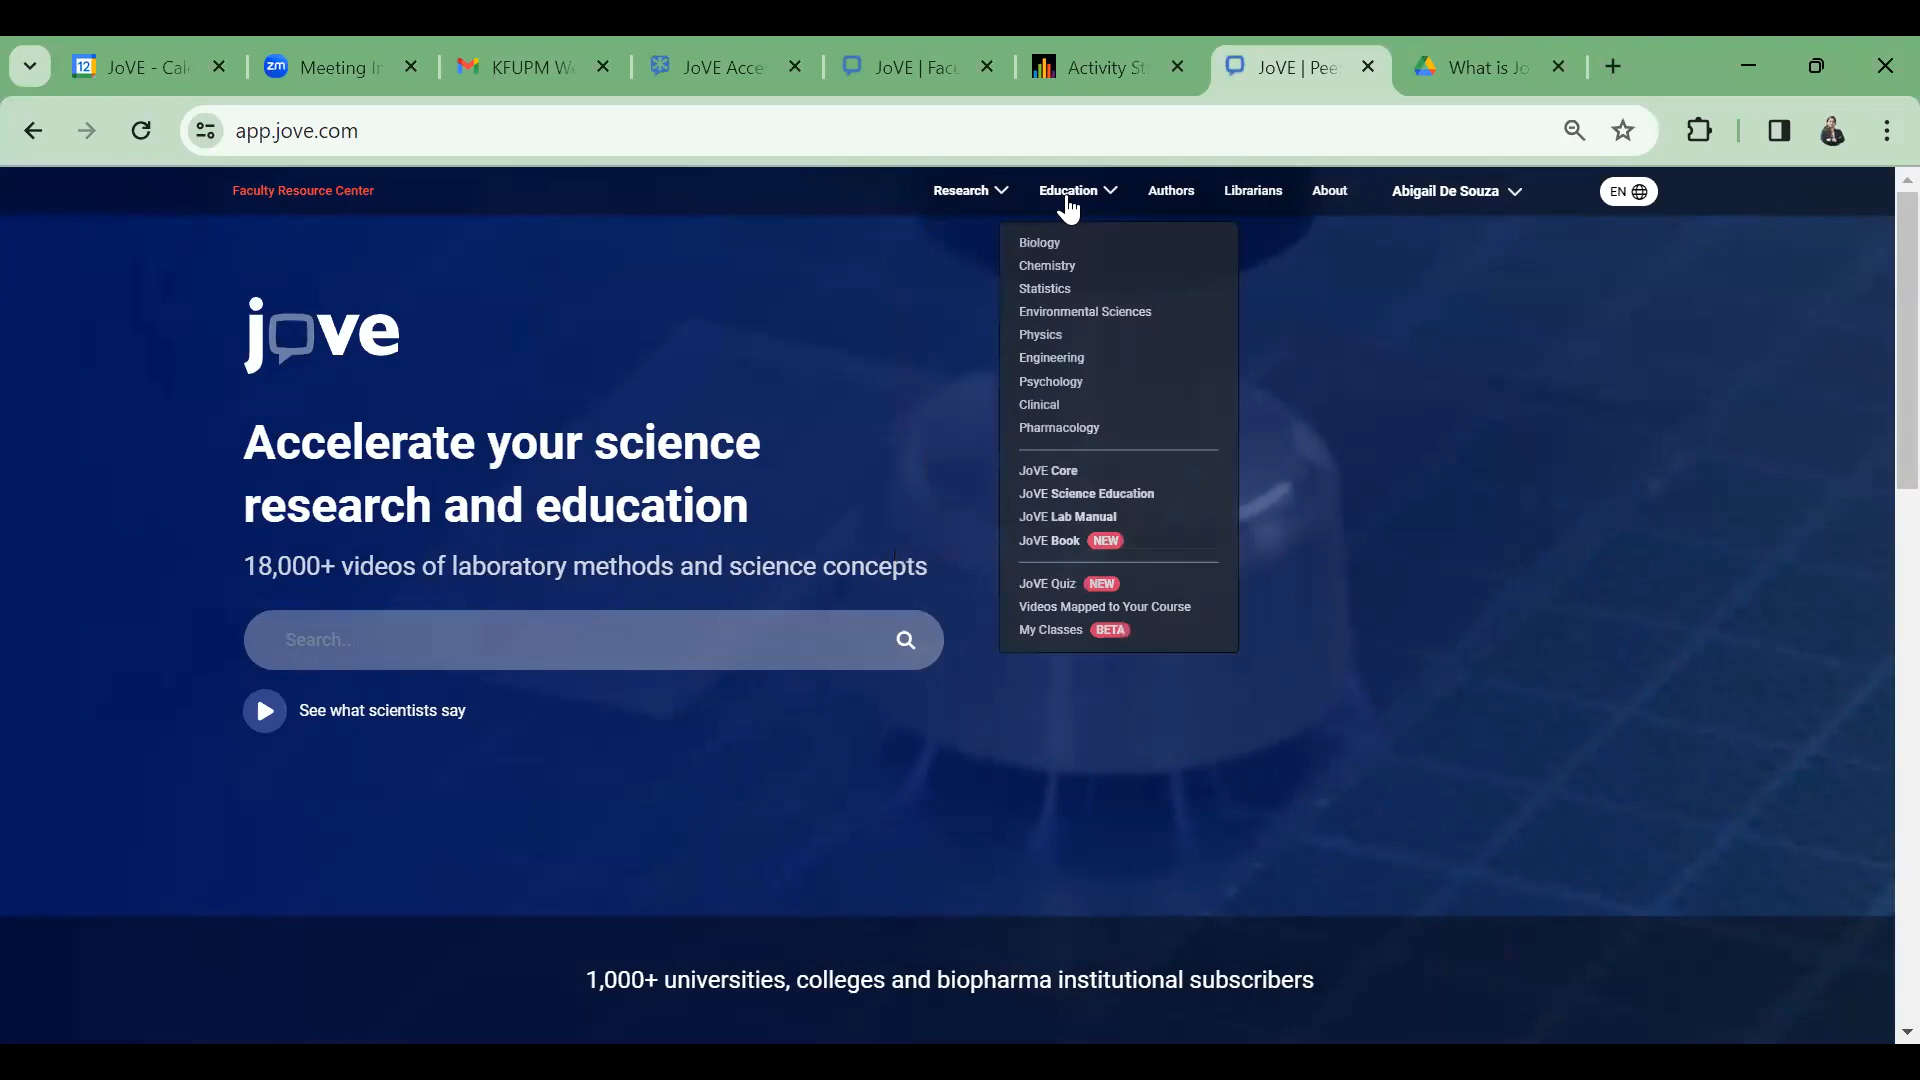 12 JoVE - Cal
zm Meeting Ir
KFUPM W
JoVE Acce
JoVE | Fac
Activity St
JoVE | Pee
What is Jo
app.jove.com
Faculty Resource Center
Research
Education
Authors
Librarians
About
Abigail De Souza
EN
Biology
Chemistry
Statistics
Environmental Sciences
Physics
Engineering
Psychology
Clinical
Pharmacology
JoVE Core
JoVE Science Education
JoVE Lab Manual
JoVE Book NEW
JoVE Quiz NEW
Videos Mapped to Your Course
My Classes BETA
jove
Accelerate your science
research and education
18,000+ videos of laboratory methods and science concepts
Search...
See what scientists say
1,000+ universities, colleges and biopharma institutional subscribers